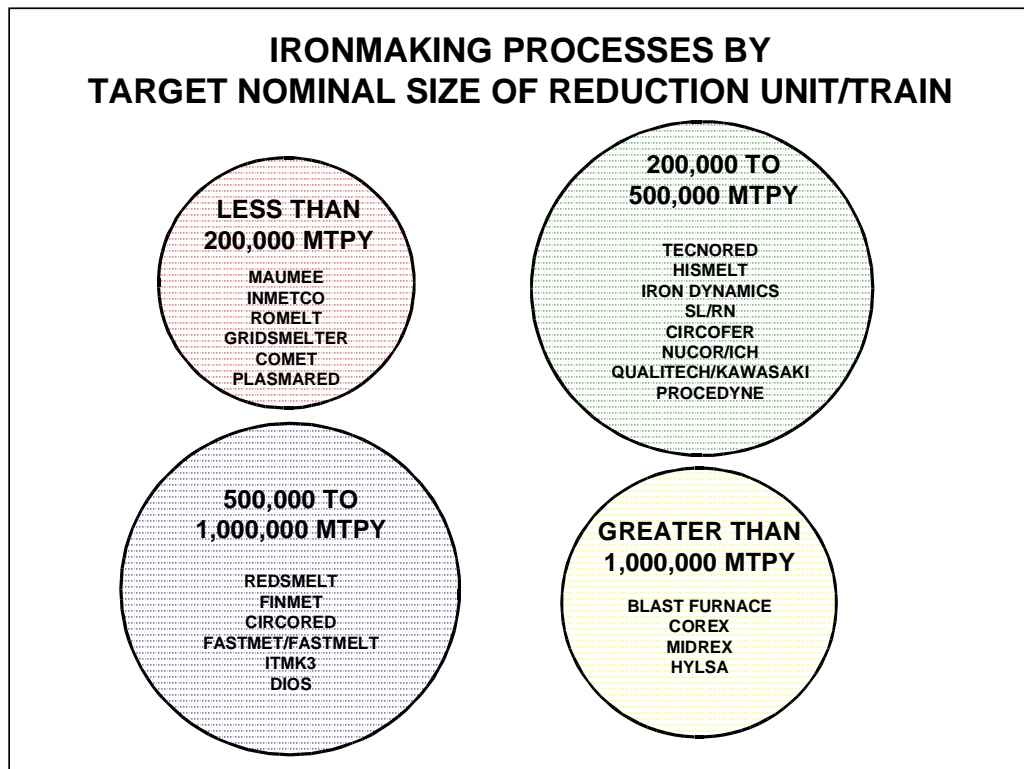 IRONMAKING PROCESSES BY
TARGET NOMINAL SIZE OF REDUCTION UNIT/TRAIN
LESS THAN
200,000 MTPY
MAUMEE
INMETCO
ROMELT
GRIDSMELTER
COMET
PLASMARED
200,000 TO
500,000 MTPY
TECNORED
HISMELT
IRON DYNAMICS
SL/RN
CIRCOFER
NUCOR/ICH
QUALITECH/KAWASAKI
PROCEDYNE
500,000 TO
1,000,000 MTPY
REDSMELT
FINMET
CIRCORED
FASTMET/FASTMELT
ITMK3
DIOS
GREATER THAN
1,000,000 MTPY
BLAST FURNACE
COREX
MIDREX
HYLSA